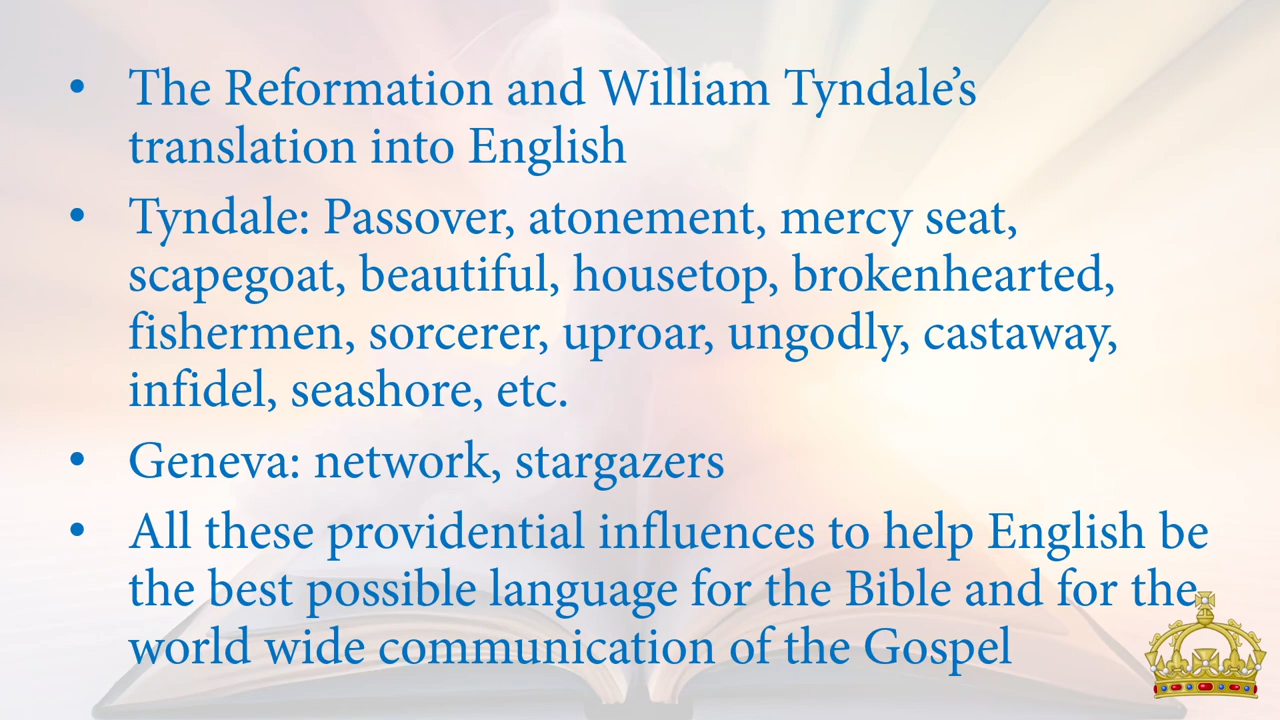 • The Reformation and William Tyndale’s
translation into English
• Tyndale: Passover, atonement, mercy seat,
scapegoat, beautiful, housetop, brokenhearted,
fishermen, sorcerer, uproar, ungodly, castaway,
infidel, seashore, etc.
• Geneva: network, stargazers
• All these providential influences to help English be
the best possible language for the Bible and for the
world wide communication of the Gospel